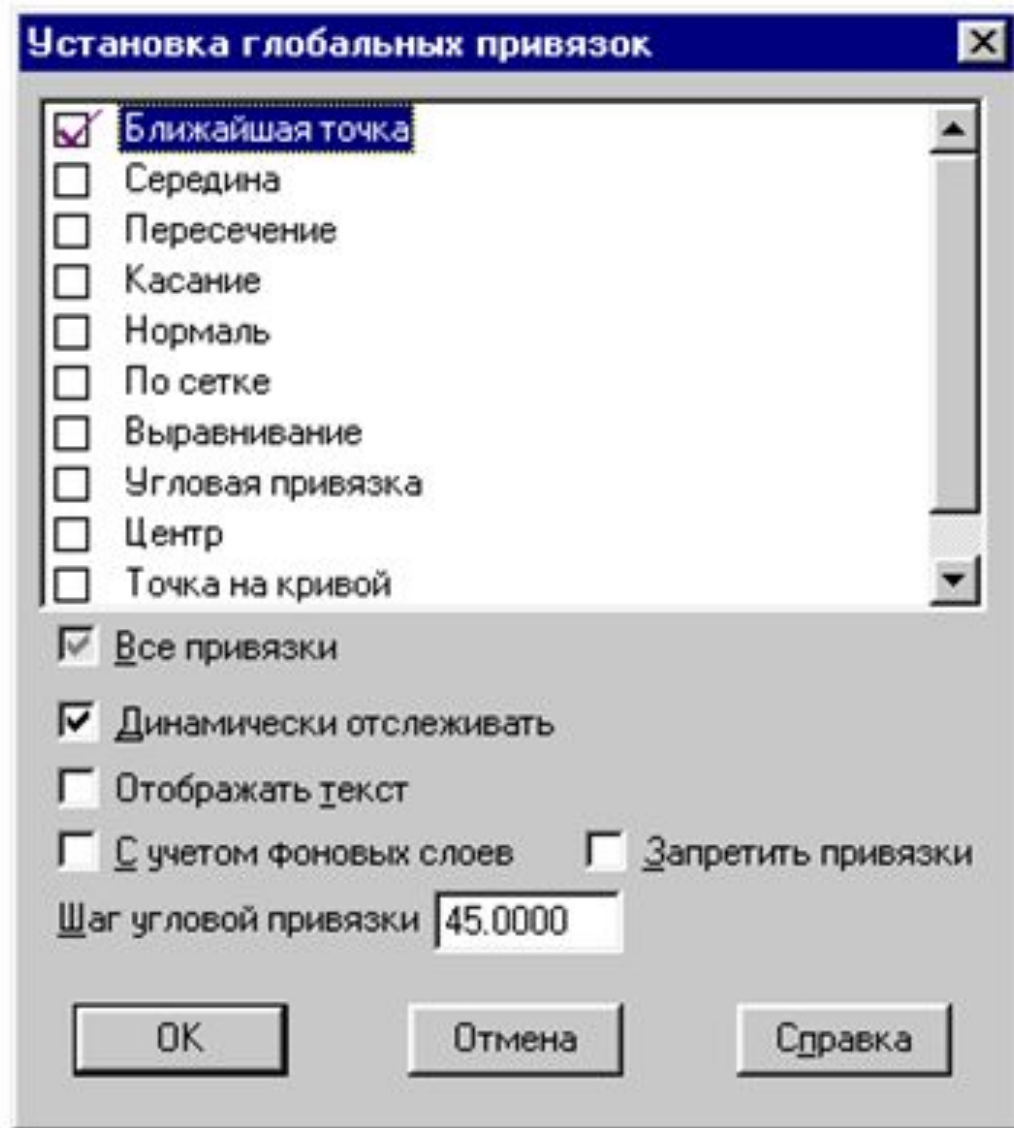 Установка глобальных привязок
Ближайшая точка
Середина
Пересечение
Касание
Нормаль
По сетке
Выравнивание
Угловая привязка
Центр
Точка на кривой
Все привязки
Динамически отслеживать
Отображать текст
С учетом фоновых слоев Запретить привязки
Шаг угловой привязки 45.0000
OK Отмена Справка